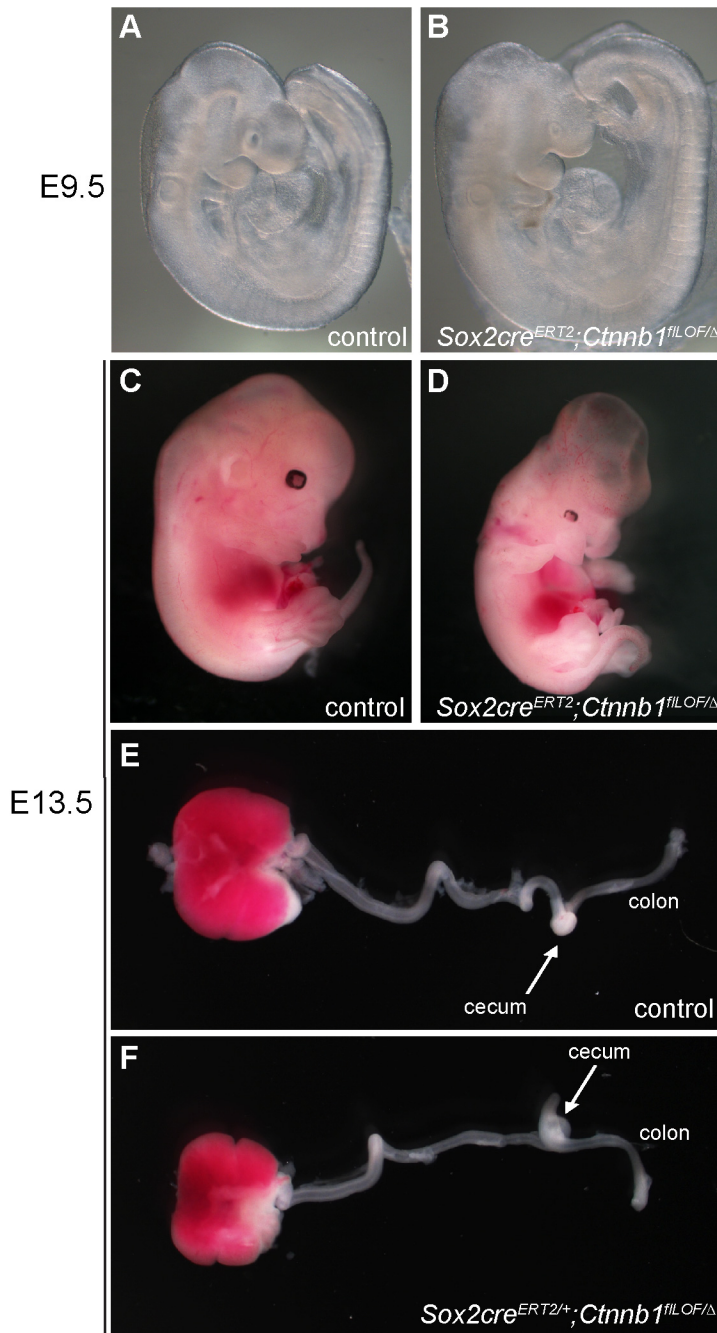 A
B
E9.5
control
Sox2cre^ERT2;Ctnnb1^flLOF/Δ
C
D
control
Sox2cre^ERT2;Ctnnb1^flLOF/Δ
E
E13.5
colon
cecum
control
F
cecum
colon
Sox2cre^ERT2/+;Ctnnb1^flLOF/Δ